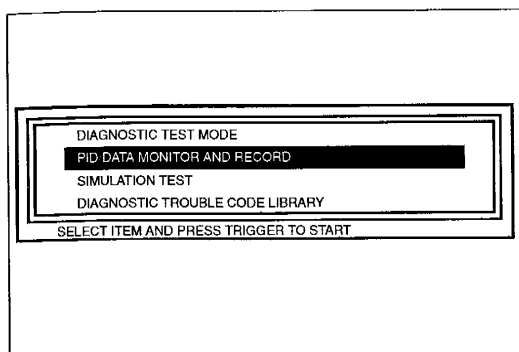 DIAGNOSTIC TEST MODE
PID DATA MONITOR AND RECORD
SIMULATION TEST
DIAGNOSTIC TROUBLE CODE LIBRARY
SELECT ITEM AND PRESS TRIGGER TO START